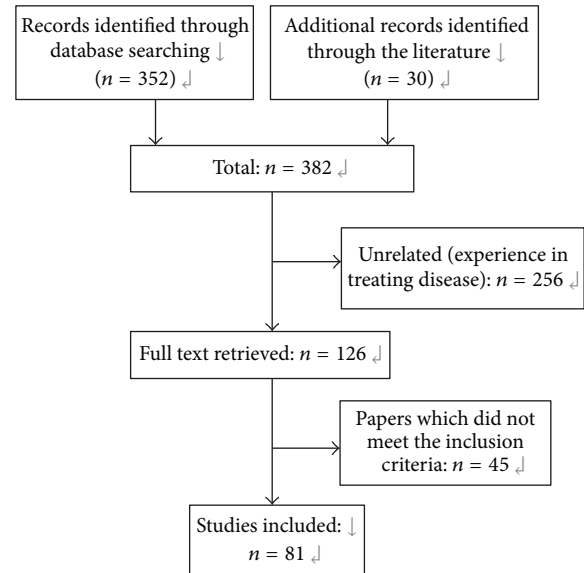 Records identified through
database searching ↓
(n = 352) ↲
Additional records identified
through the literature ↓
(n = 30) ↲
Total: n = 382 ↲
Unrelated (experience in
treating disease): n = 256 ↲
Full text retrieved: n = 126 ↲
Papers which did not
meet the inclusion
criteria: n = 45 ↲
Studies included: ↓
n = 81 ↲